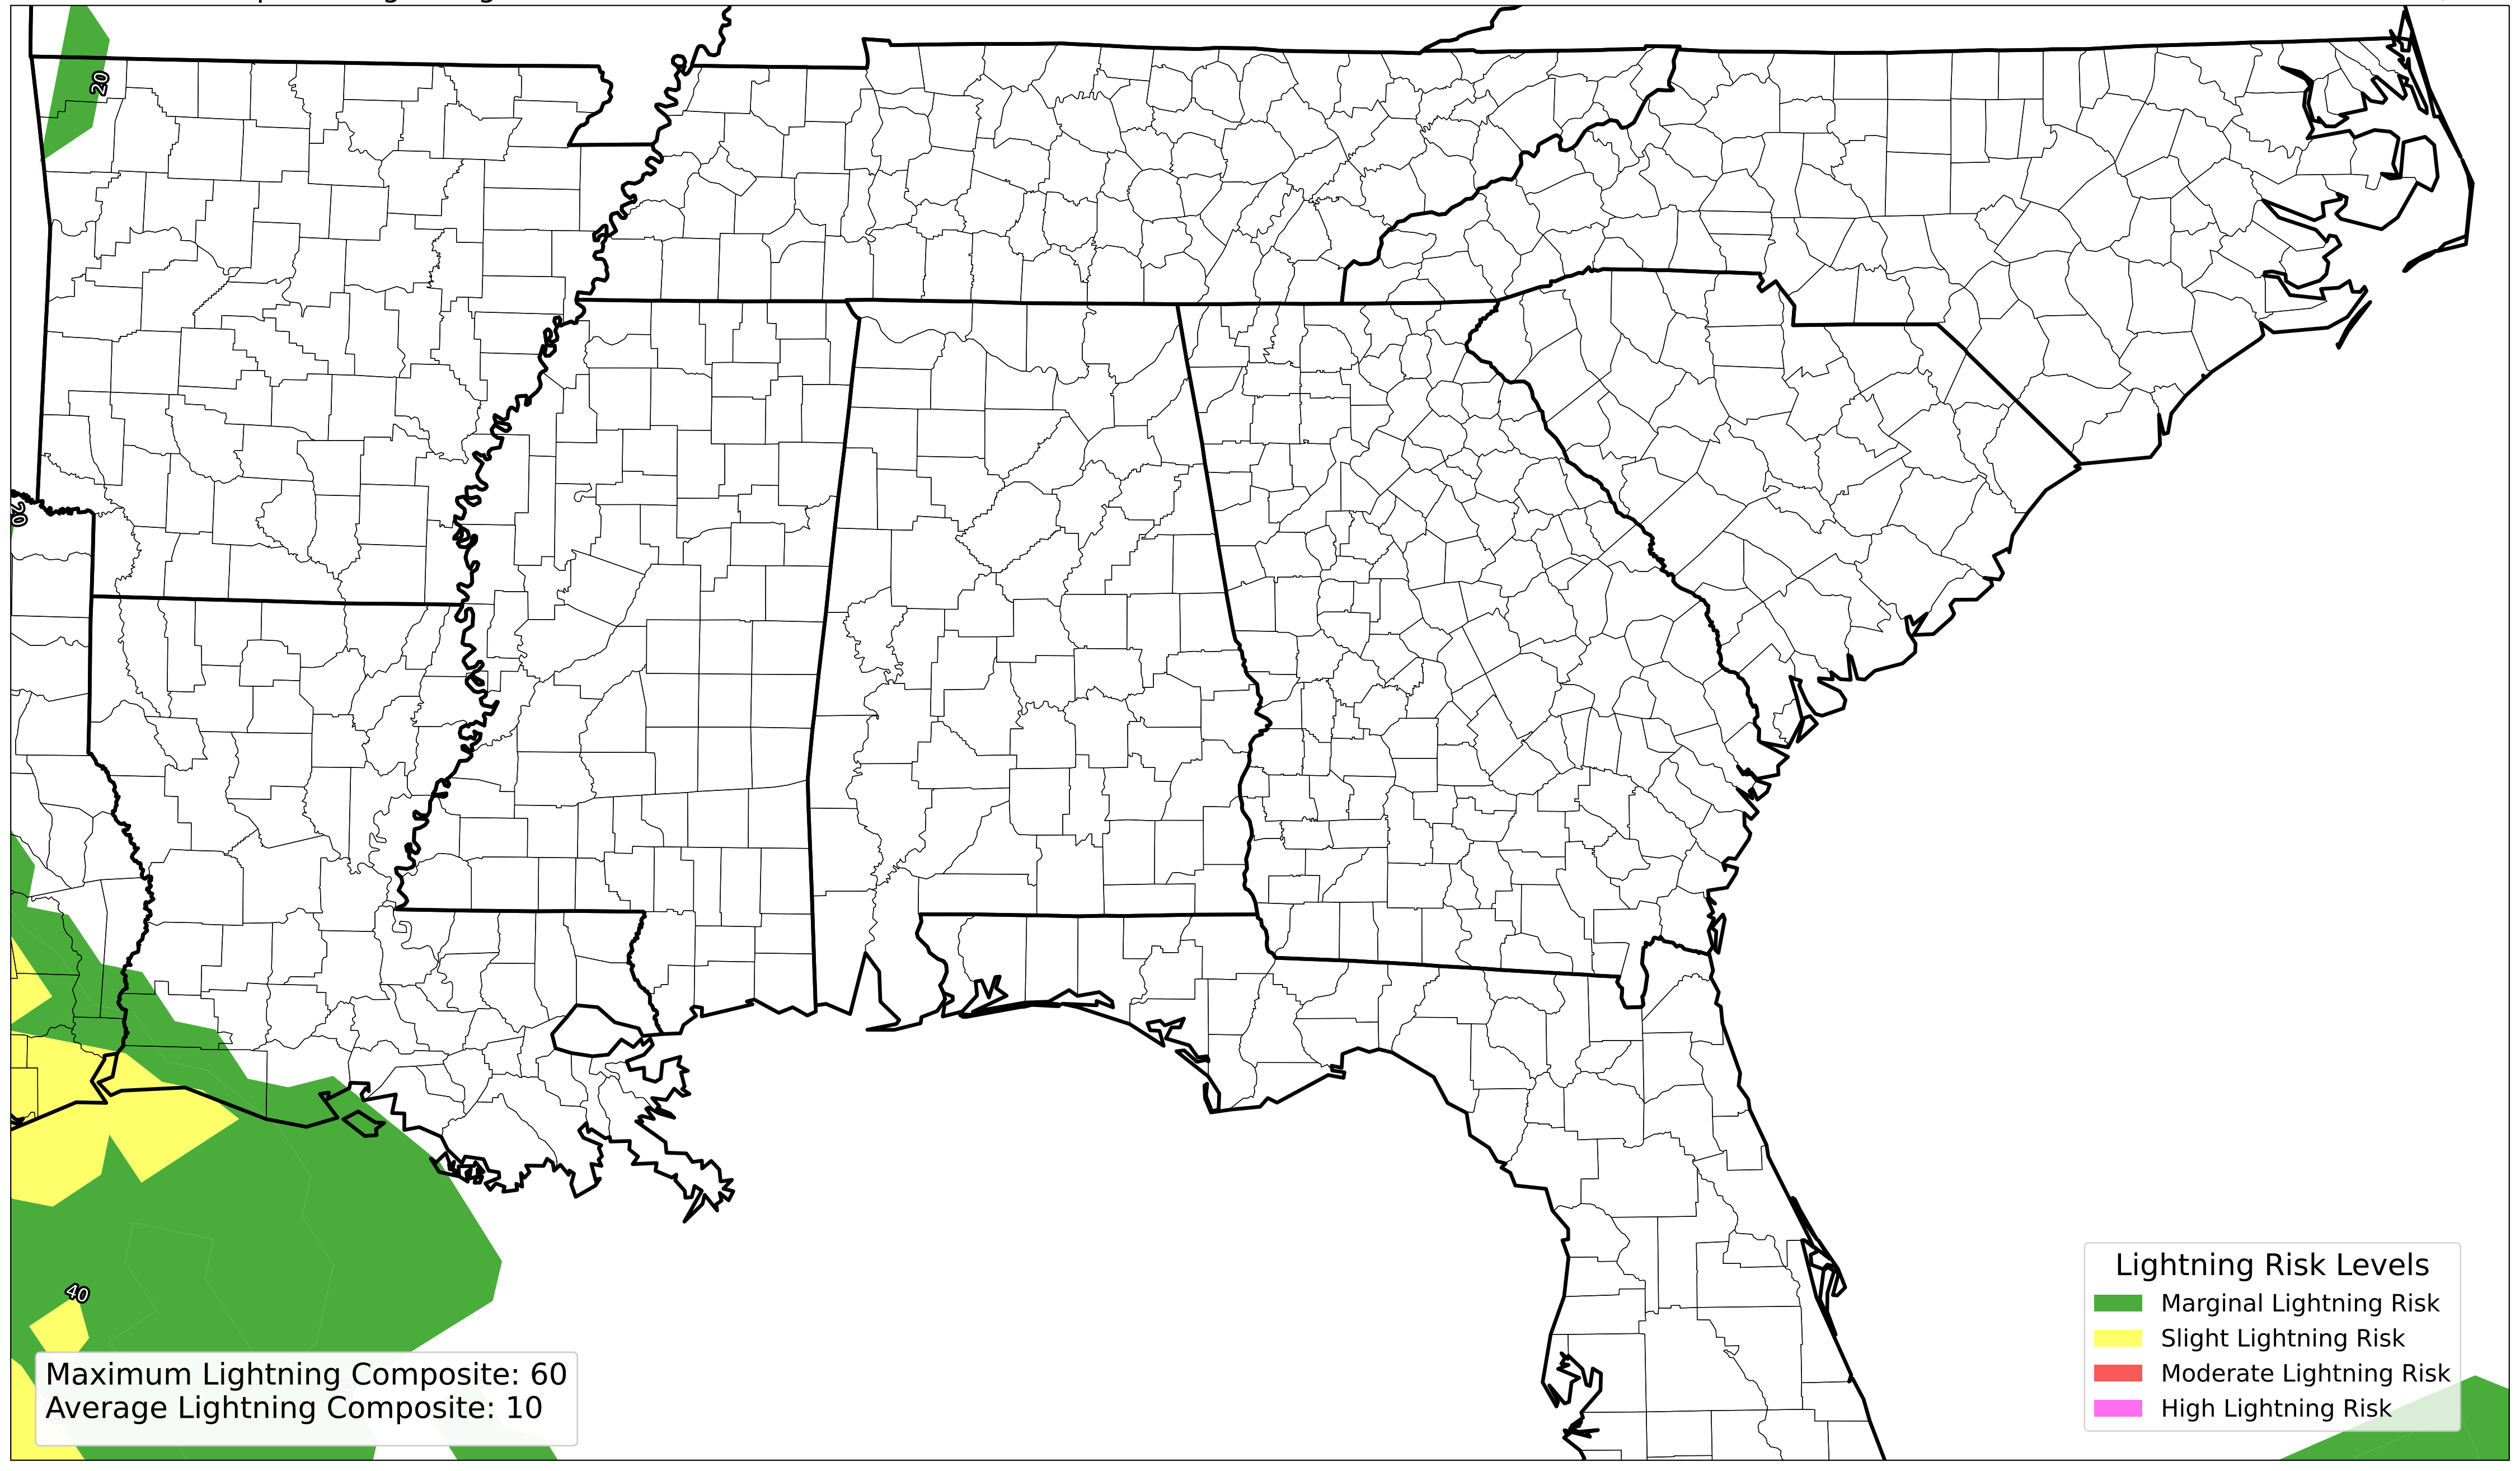 20
20
40
Maximum Lightning Composite: 60
Average Lightning Composite: 10
Lightning Risk Levels
Marginal Lightning Risk
Slight Lightning Risk
Moderate Lightning Risk
High Lightning Risk